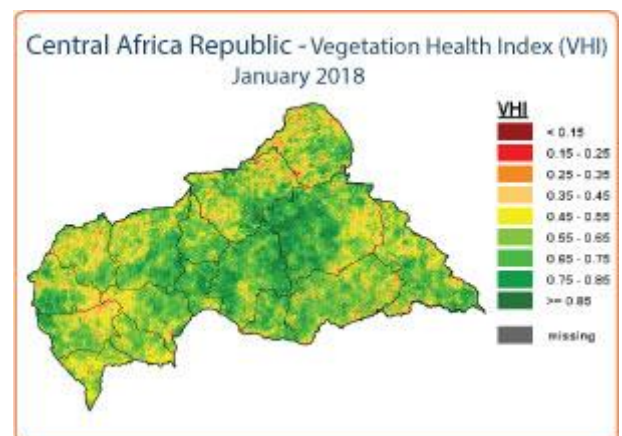 Central Africa Republic - Vegetation Health Index (VHI)
January 2018
VHI
< 0.15
0.15 - 0.25
0.25 - 0.35
0.35 - 0.45
0.45 - 0.55
0.55 - 0.65
0.65 - 0.75
0.75 - 0.85
>= 0.85
missing